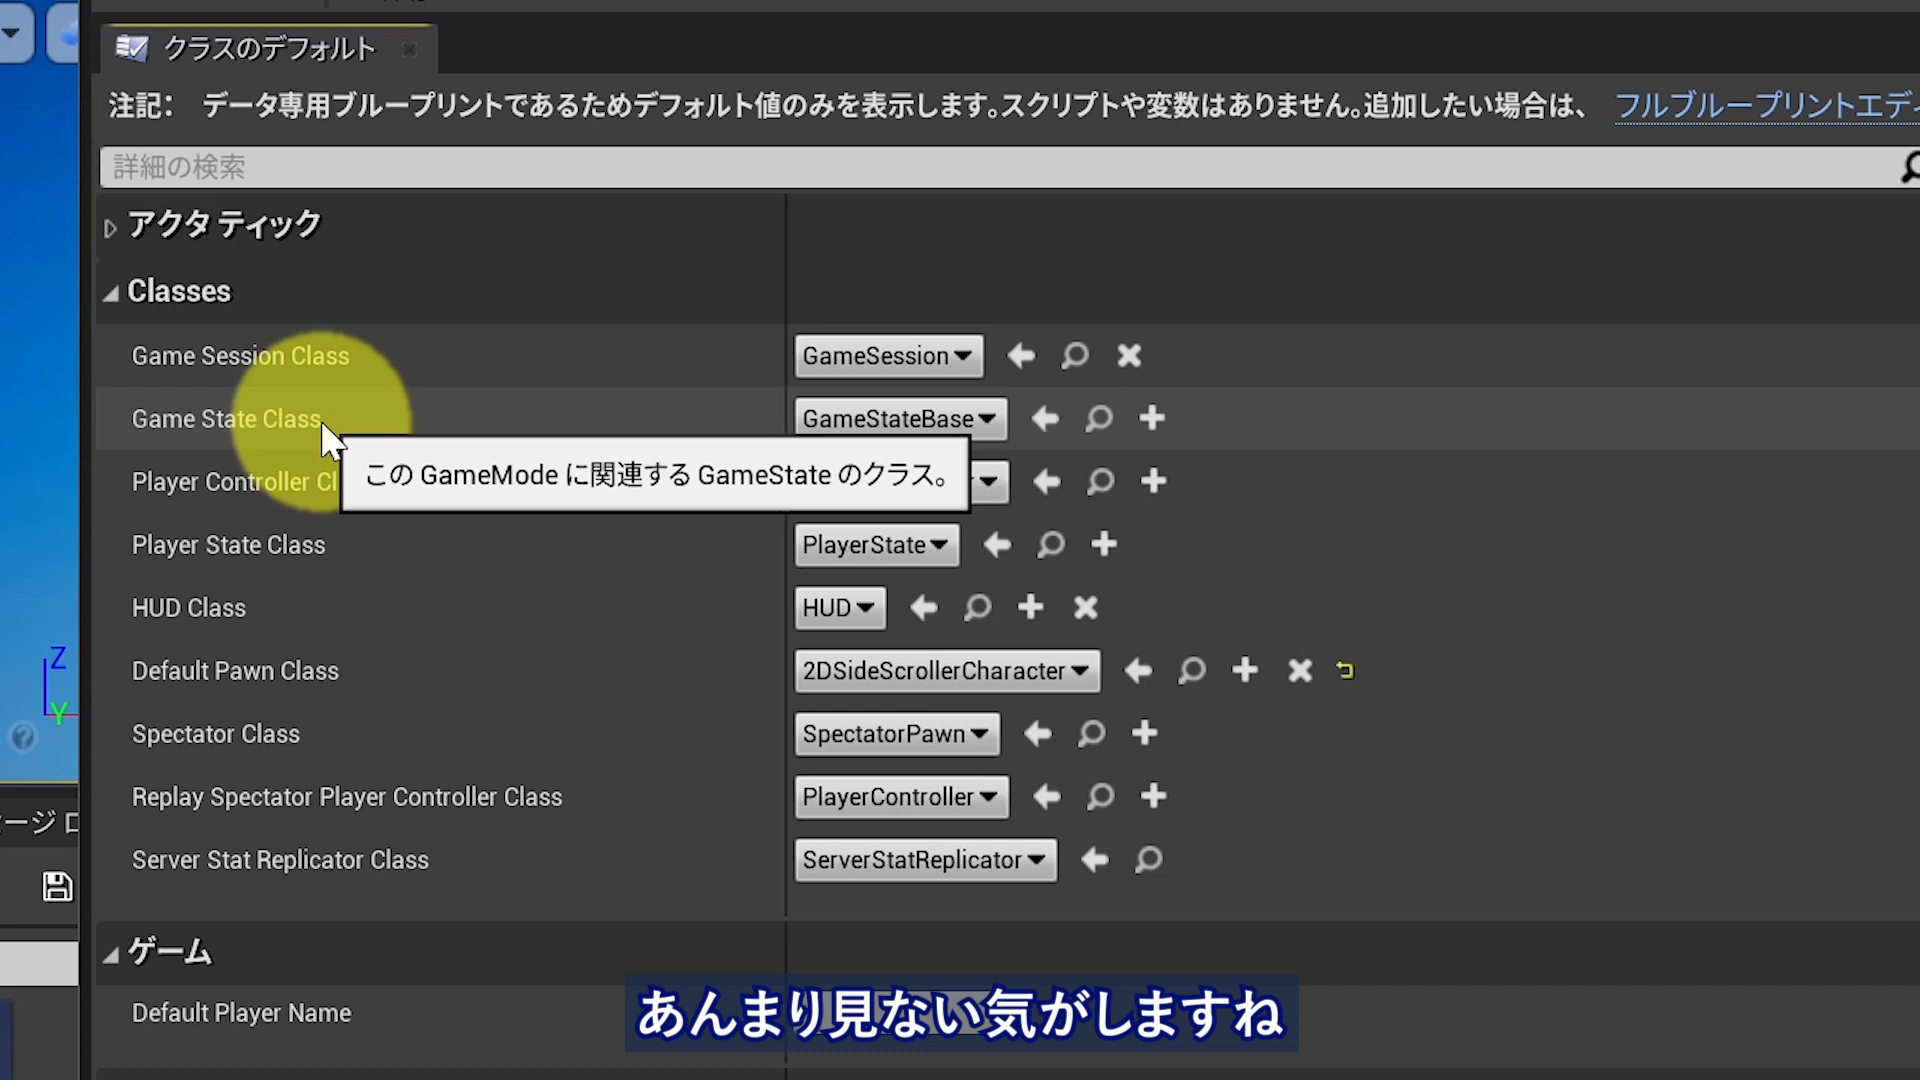 クラスのデフォルト
注記： データ専用ブループリントであるためデフォルト値のみを表示します。スクリプトや変数はありません。追加したい場合は、 フルブループリントエディ
詳細の検索
アクタ ティック
Classes
Game Session Class GameSession
Game State Class GameStateBase
この GameMode に関連する GameState のクラス。
Player Controller Cl
Player State Class PlayerState
HUD Class HUD
Default Pawn Class 2DSideScrollerCharacter
Spectator Class SpectatorPawn
Replay Spectator Player Controller Class PlayerController
Server Stat Replicator Class ServerStatReplicator
ゲーム
Default Player Name
あんまり見ない気がしますね
Z
Y
ージ ロ